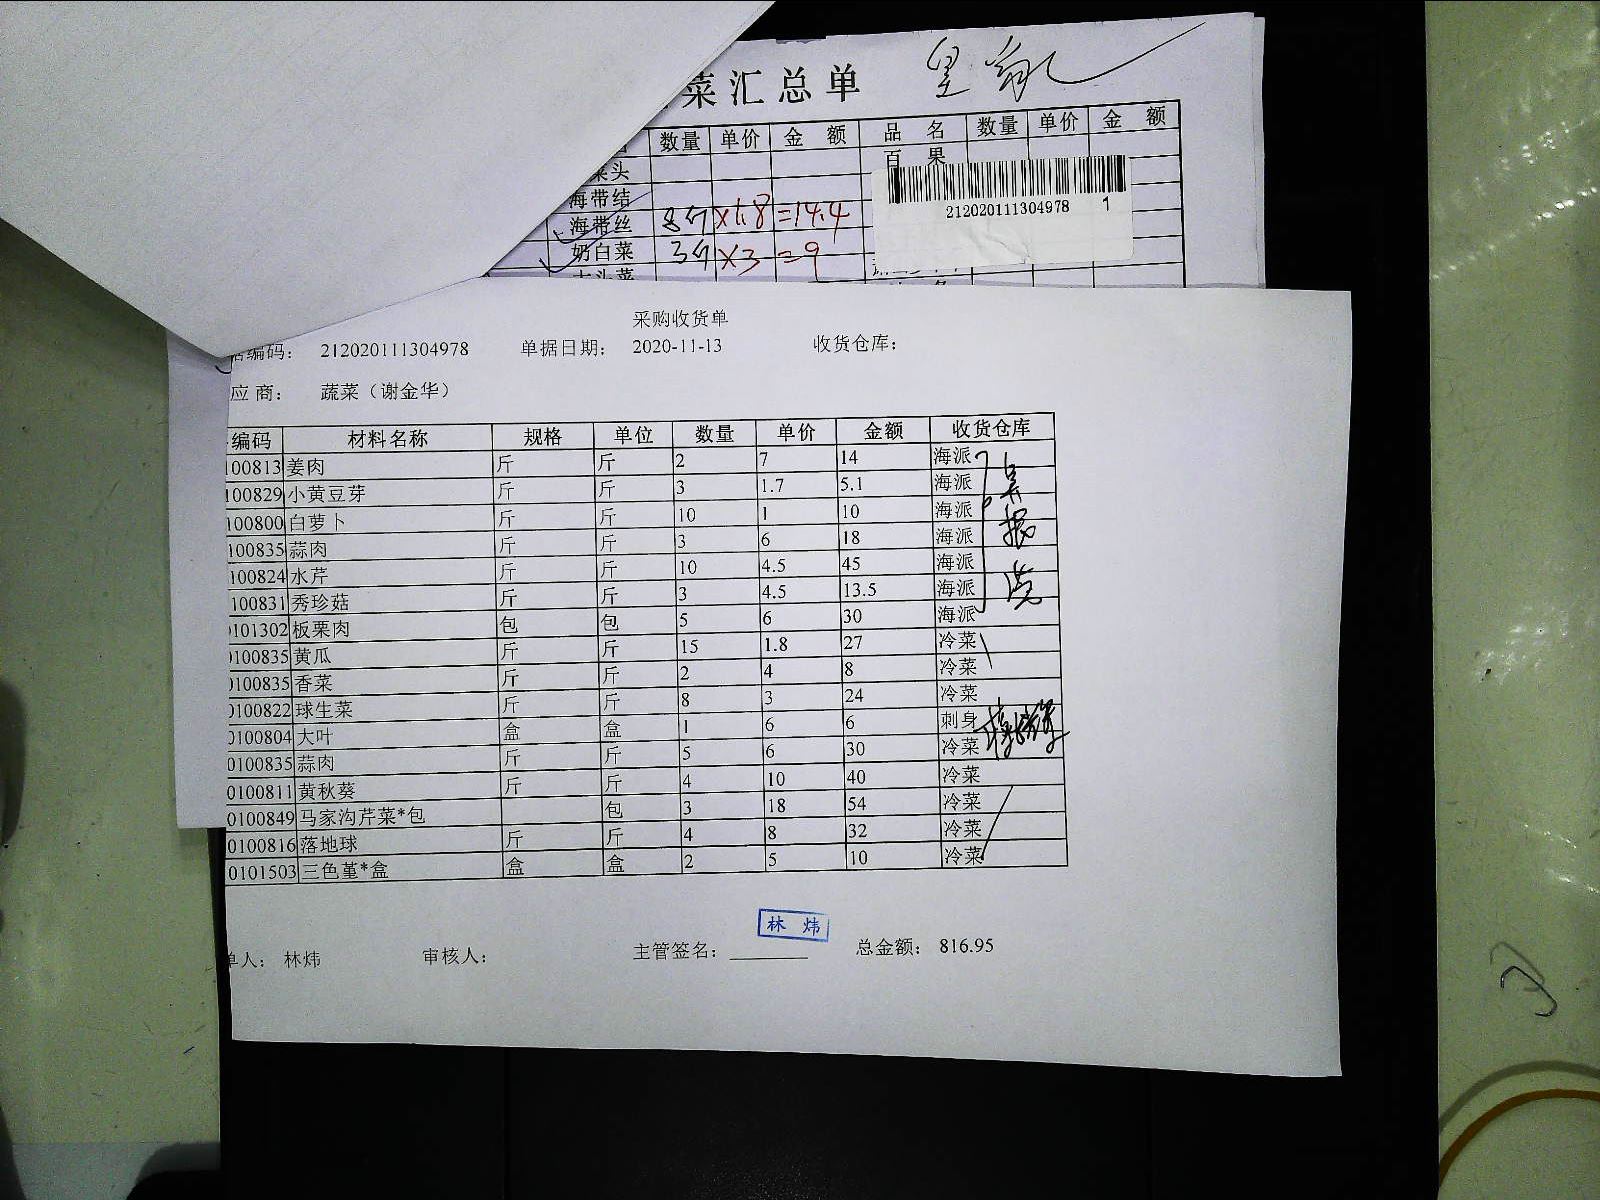 菜汇总单
数量 单价 金 额 品 名 数量 单价 金 额
菜头 百 果
海带结
海带丝 8斤 ×1.8 =14.4 212020111304978 1
奶白菜 3斤 ×3 =9
大头菜
采购收货单
据编码： 212020111304978 单据日期： 2020-11-13 收货仓库：
应商： 蔬菜（谢金华）
编码 材料名称 规格 单位 数量 单价 金额 收货仓库
100813 姜肉 斤 斤 2 7 14 海派
100829 小黄豆芽 斤 斤 3 1.7 5.1 海派
100800 白萝卜 斤 斤 10 1 10 海派
100835 蒜肉 斤 斤 3 6 18 海派
100824 水芹 斤 斤 10 4.5 45 海派
100831 秀珍菇 斤 斤 3 4.5 13.5 海派
0101302 板栗肉 包 包 5 6 30 海派
0100835 黄瓜 斤 斤 15 1.8 27 冷菜
0100835 香菜 斤 斤 2 4 8 冷菜
0100822 球生菜 斤 斤 8 3 24 冷菜
0100804 大叶 盒 盒 1 6 6 刺身
0100835 蒜肉 斤 斤 5 6 30 冷菜
0100811 黄秋葵 斤 斤 4 10 40 冷菜
0100849 马家沟芹菜*包 包 3 18 54 冷菜
0100816 落地球 斤 斤 4 8 32 冷菜
0101503 三色堇*盒 盒 盒 2 5 10 冷菜
林 炜
单人： 林炜 审核人： 主管签名： 总金额： 816.95